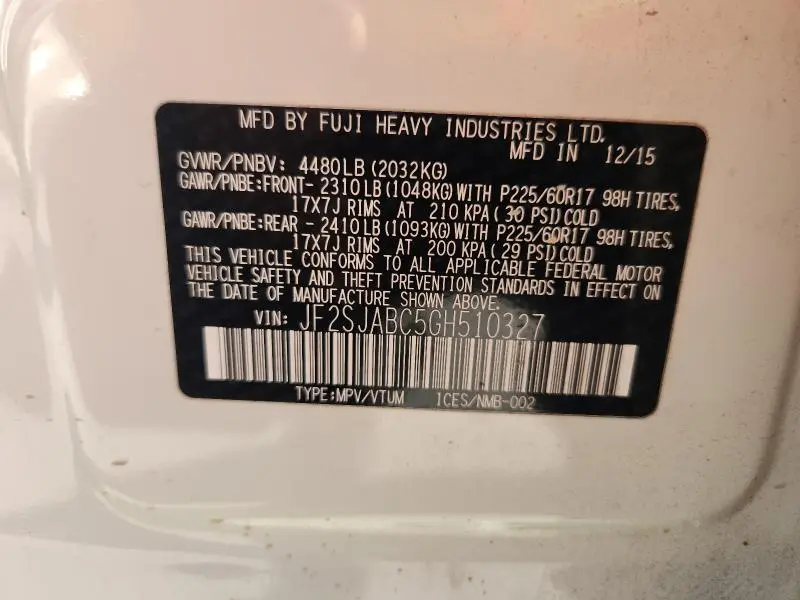 MFD BY FUJI HEAVY INDUSTRIES LTD.
MFD IN 12/15
GVWR/PNBV: 4480LB(2032KG)
GAWR/PNBE:FRONT- 2310LB(1048KG)WITH P225/60R17 98H TIRES,
17X7J RIMS AT 210 KPA( 30 PSI)COLD
GAWR/PNBE:REAR - 2410LB(1093KG)WITH P225/60R17 98H TIRES,
17X7J RIMS AT 200 KPA( 29 PSI)COLD
THIS VEHICLE CONFORMS TO ALL APPLICABLE FEDERAL MOTOR
VEHICLE SAFETY AND THEFT PREVENTION STANDARDS IN EFFECT ON
THE DATE OF MANUFACTURE SHOWN ABOVE.
VIN: JF2SJABC5GH510327
TYPE:MPV/VTUM ICES/NMB-002